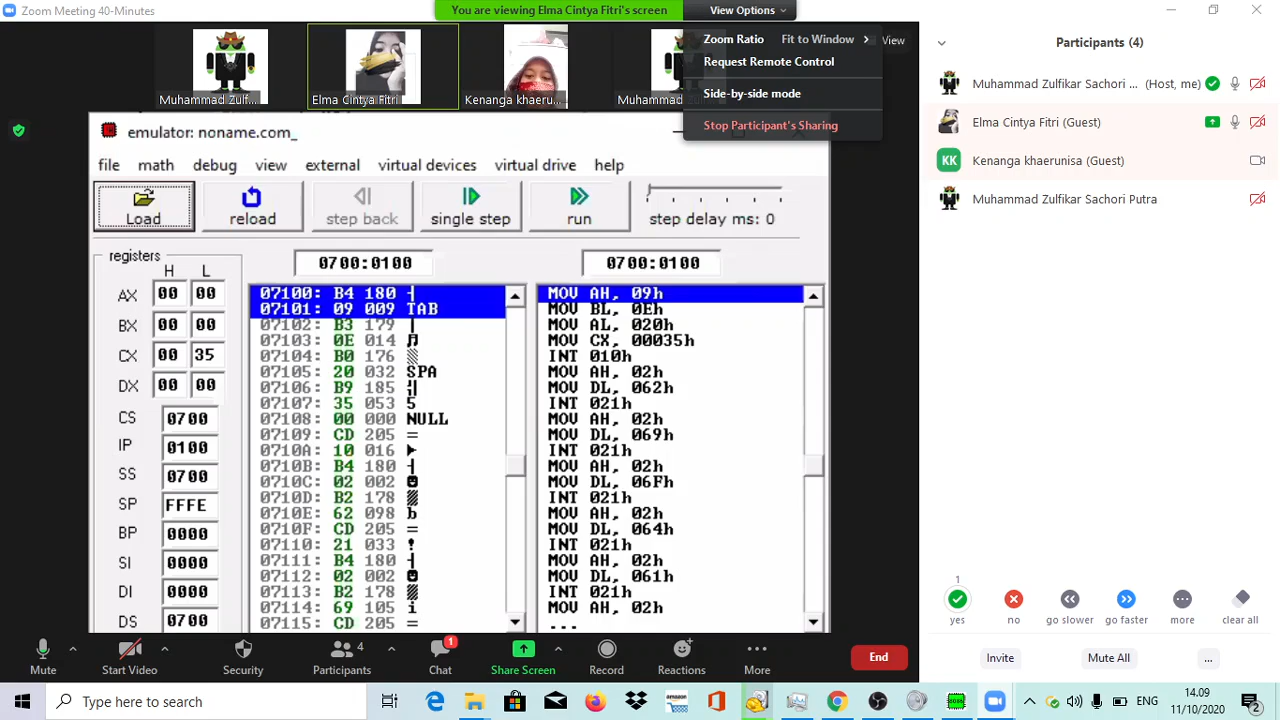 Zoom Meeting 40-Minutes
You are viewing Elma Cintya Fitri's screen
View Options
Zoom Ratio Fit to Window
Request Remote Control
Side-by-side mode
Stop Participant's Sharing
View
Muhammad Zulf...
Elma Cintya Fitri
Kenanga khaeru...
Muhammad Zulf...
emulator: noname.com_
file math debug view external virtual devices virtual drive help
Load reload step back single step run step delay ms: 0
registers
H L
AX 00 00
BX 00 00
CX 00 35
DX 00 00
CS 0700
IP 0100
SS 0700
SP FFFE
BP 0000
SI 0000
DI 0000
DS 0700
0700:0100
07100: B4 180 ┤
07101: 09 009 TAB
07102: B3 179 │
07103: 0E 014 ♫
07104: B0 176 ░
07105: 20 032 SPA
07106: B9 185 ╣
07107: 35 053 5
07108: 00 000 NULL
07109: CD 205 =
0710A: 10 016 ►
0710B: B4 180 ┤
0710C: 02 002 ☻
0710D: B2 178 ▓
0710E: 62 098 b
0710F: CD 205 =
07110: 21 033 !
07111: B4 180 ┤
07112: 02 002 ☻
07113: B2 178 ▓
07114: 69 105 i
07115: CD 205 =
0700:0100
MOV AH, 09h
MOV BL, 0Eh
MOV AL, 020h
MOV CX, 00035h
INT 010h
MOV AH, 02h
MOV DL, 062h
INT 021h
MOV AH, 02h
MOV DL, 069h
INT 021h
MOV AH, 02h
MOV DL, 06Fh
INT 021h
MOV AH, 02h
MOV DL, 064h
INT 021h
MOV AH, 02h
MOV DL, 061h
INT 021h
MOV AH, 02h
...
Participants (4)
Muhammad Zulfikar Sachori ... (Host, me)
Elma Cintya Fitri (Guest)
KK Kenanga khaerunisa (Guest)
Muhammad Zulfikar Sachori Putra
1
yes no go slower go faster more clear all
Invite Mute All ...
Mute Start Video Security Participants 4 Chat 1 Share Screen Record Reactions More End
Type here to search
amazon
ENG
14.09
11/10/2020
2